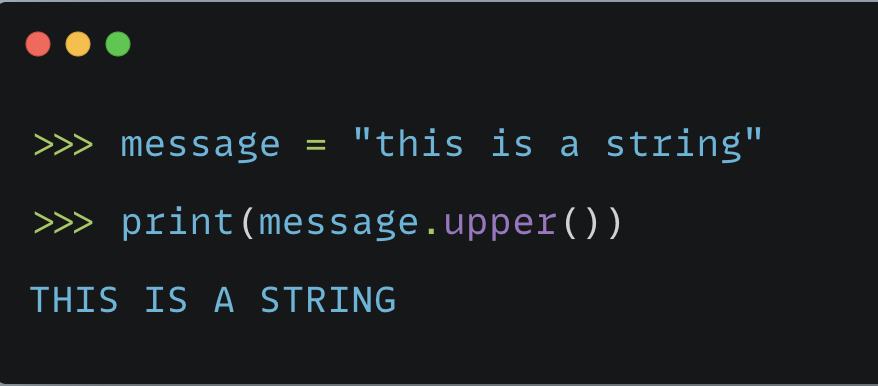 >>> message = "this is a string"
>>> print(message.upper())
THIS IS A STRING